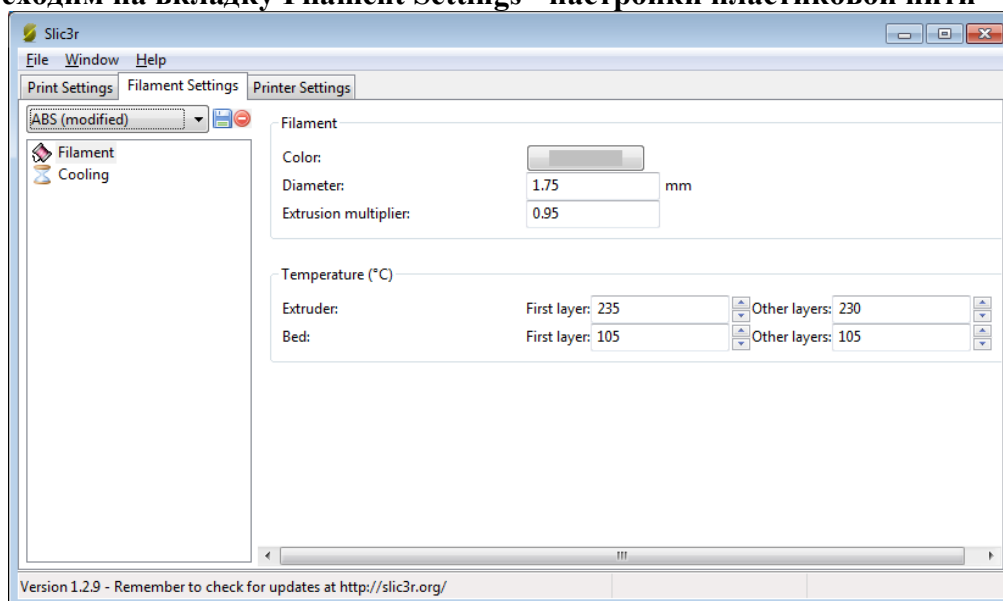 вкладку Filament Settings - настройки пластиковой нити
Slic3r
File Window Help
Print Settings Filament Settings Printer Settings
ABS (modified)
Filament
Cooling
Filament
Color:
Diameter: 1.75 mm
Extrusion multiplier: 0.95
Temperature (°C)
Extruder: First layer: 235 Other layers: 230
Bed: First layer: 105 Other layers: 105
Version 1.2.9 - Remember to check for updates at http://slic3r.org/